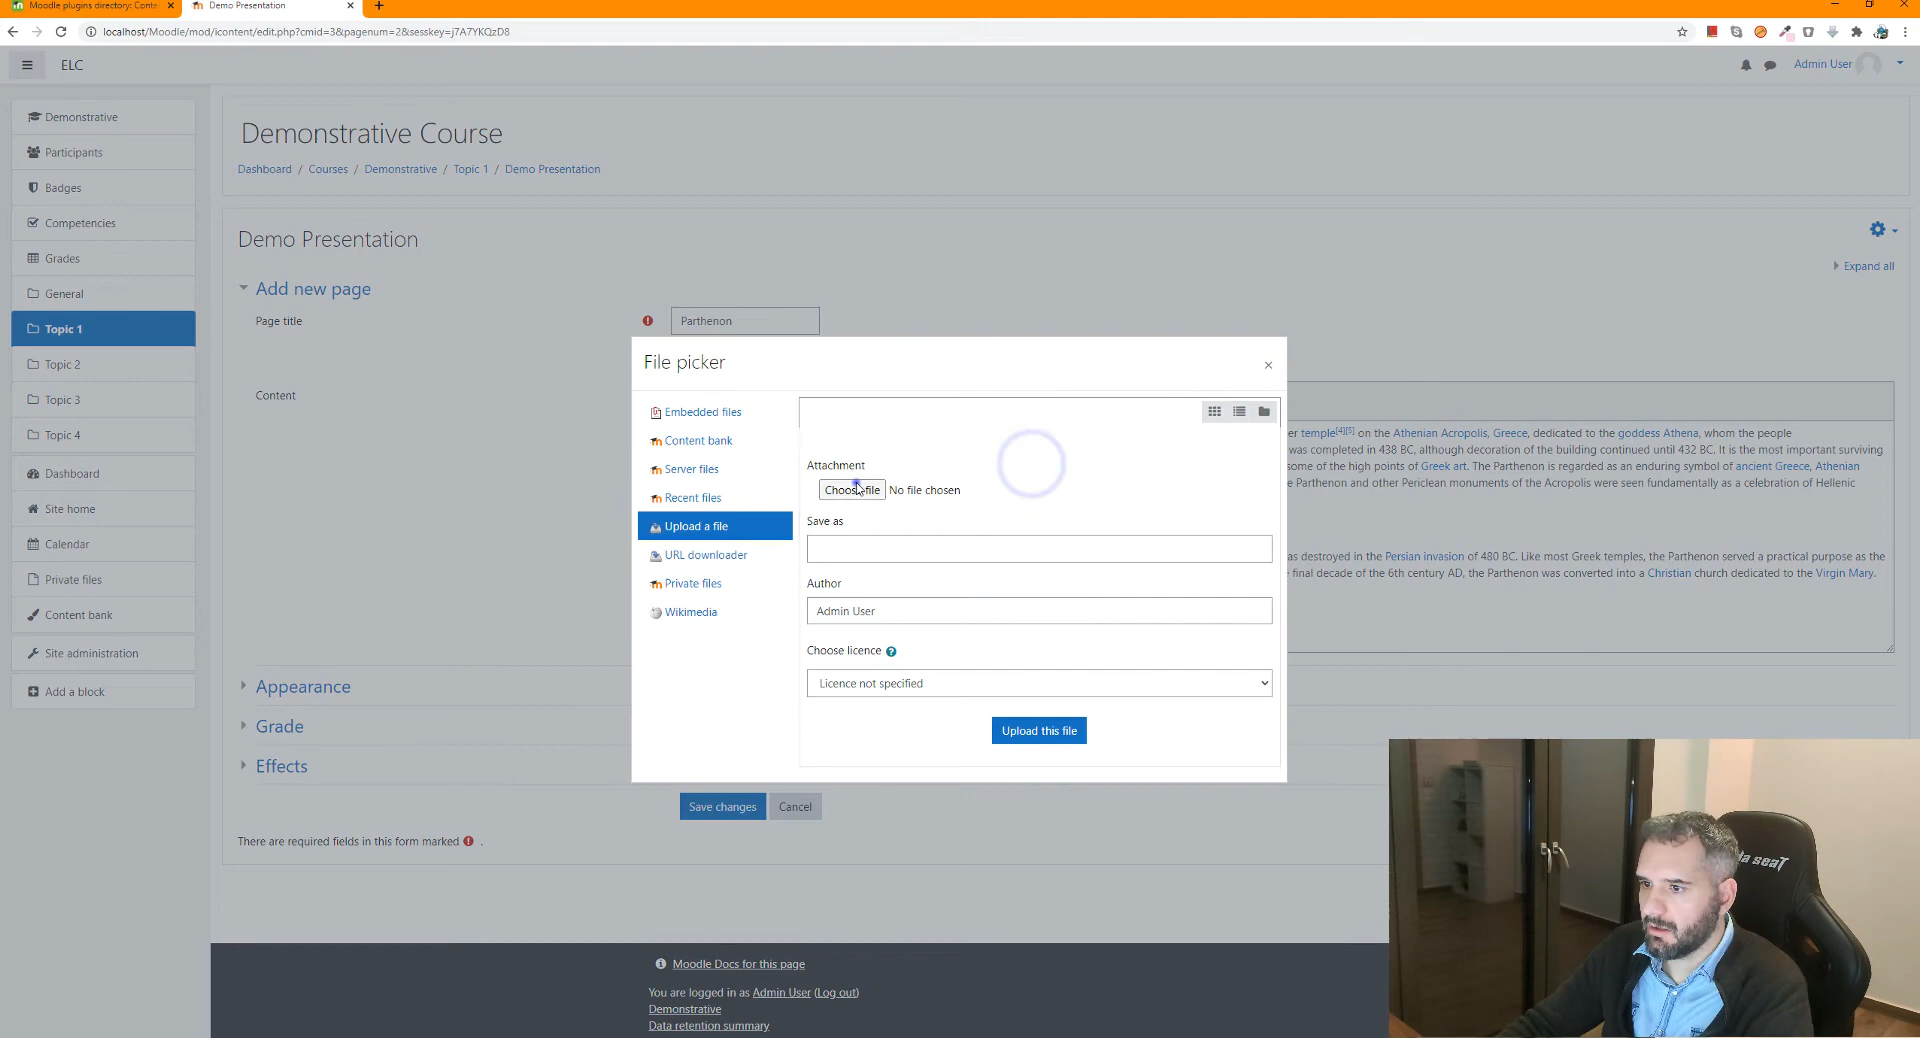 Moodle plugins directory: Conte
Demo Presentation
localhost/Moodle/mod/icontent/edit.php?cmid=3&pagenum=2&sesskey=j7A7YKQzD8
ELC
Admin User
Demonstrative
Participants
Badges
Competencies
Grades
General
Topic 1
Topic 2
Topic 3
Topic 4
Dashboard
Site home
Calendar
Private files
Content bank
Site administration
Add a block
Demonstrative Course
Dashboard / Courses / Demonstrative / Topic 1 / Demo Presentation
Demo Presentation
Expand all
Add new page
Page title
Parthenon
Content
er temple[4][5] on the Athenian Acropolis, Greece, dedicated to the goddess Athena, whom the people
was completed in 438 BC, although decoration of the building continued until 432 BC. It is the most important surviving
some of the high points of Greek art. The Parthenon is regarded as an enduring symbol of ancient Greece, Athenian
e Parthenon and other Periclean monuments of the Acropolis were seen fundamentally as a celebration of Hellenic
as destroyed in the Persian invasion of 480 BC. Like most Greek temples, the Parthenon served a practical purpose as the
e final decade of the 6th century AD, the Parthenon was converted into a Christian church dedicated to the Virgin Mary.
File picker
×
Embedded files
Content bank
Server files
Recent files
Upload a file
URL downloader
Private files
Wikimedia
Attachment
Choose file No file chosen
Save as
Author
Admin User
Choose licence
Licence not specified
Upload this file
Appearance
Grade
Effects
Save changes
Cancel
There are required fields in this form marked .
Moodle Docs for this page
You are logged in as Admin User (Log out)
Demonstrative
Data retention summary
da seat